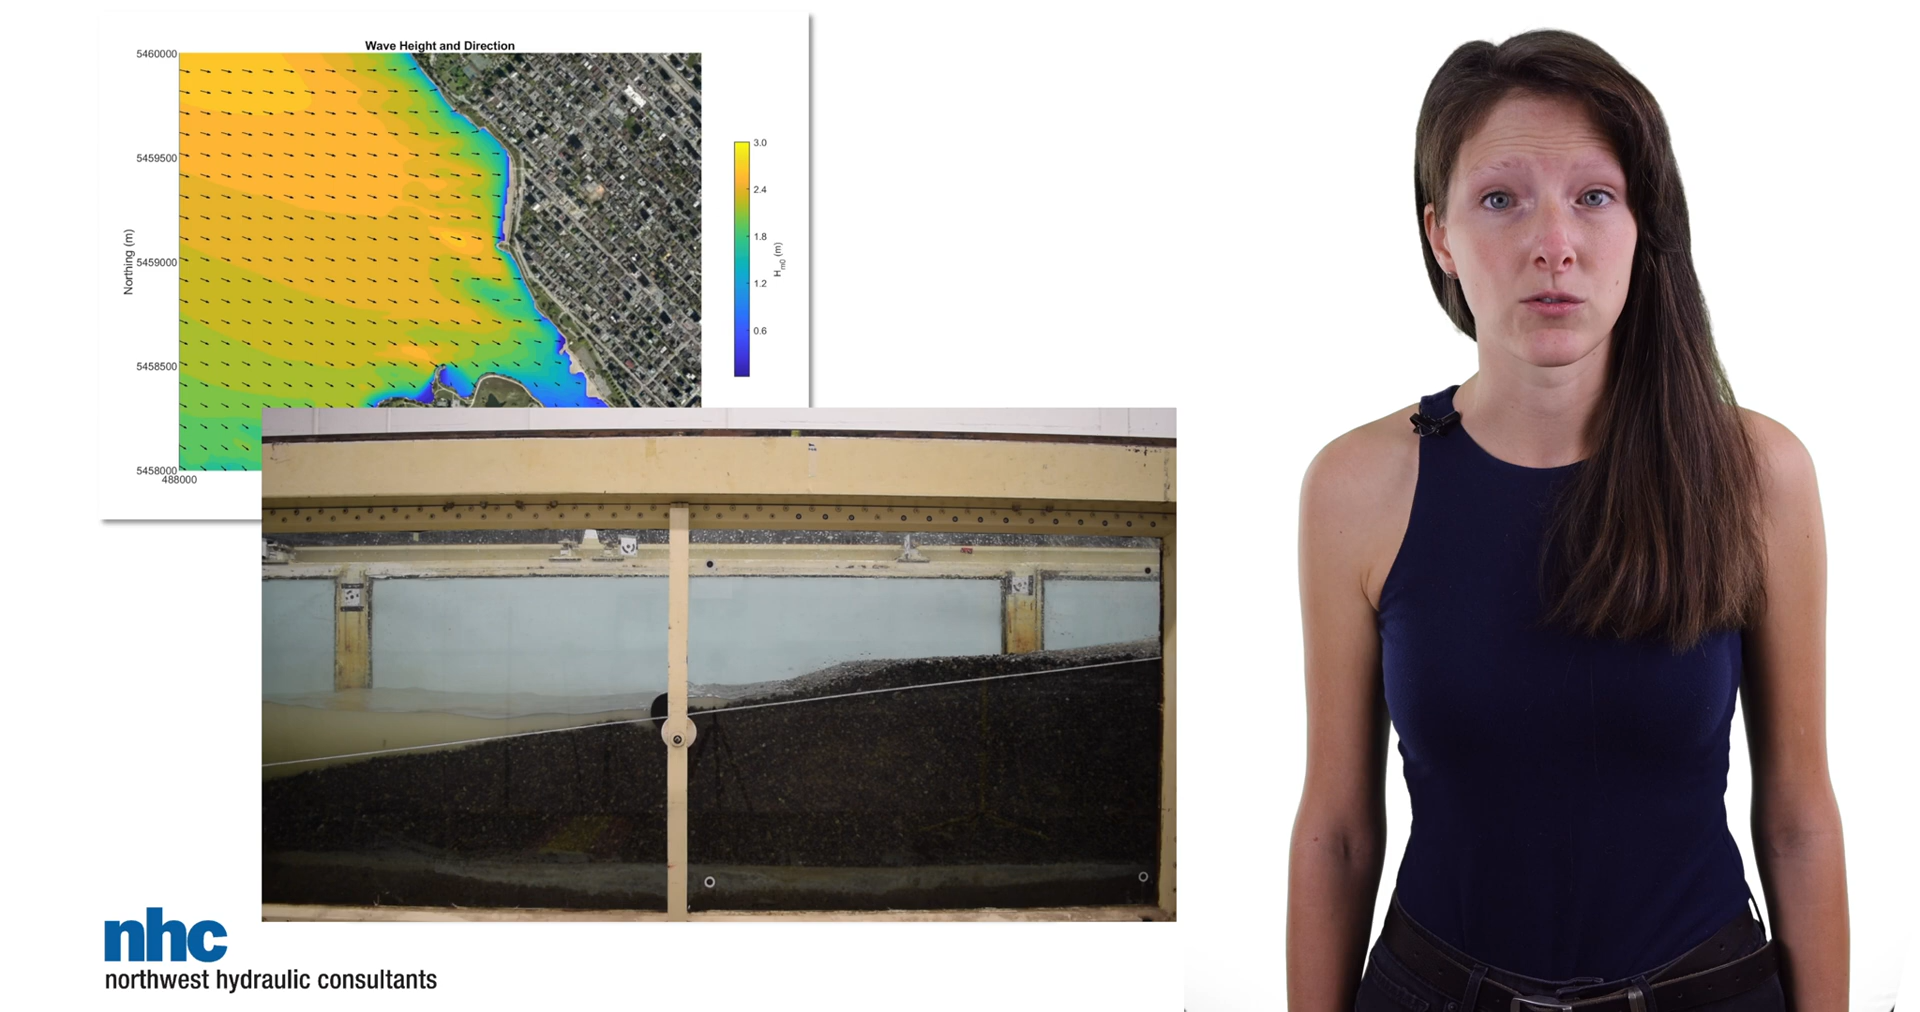 Wave Height and Direction
5460000
5459500
5459000
5458500
5458000
488000
Northing (m)
3.0
2.4
1.8
1.2
0.6
Hm0 (m)
nhc
northwest hydraulic consultants